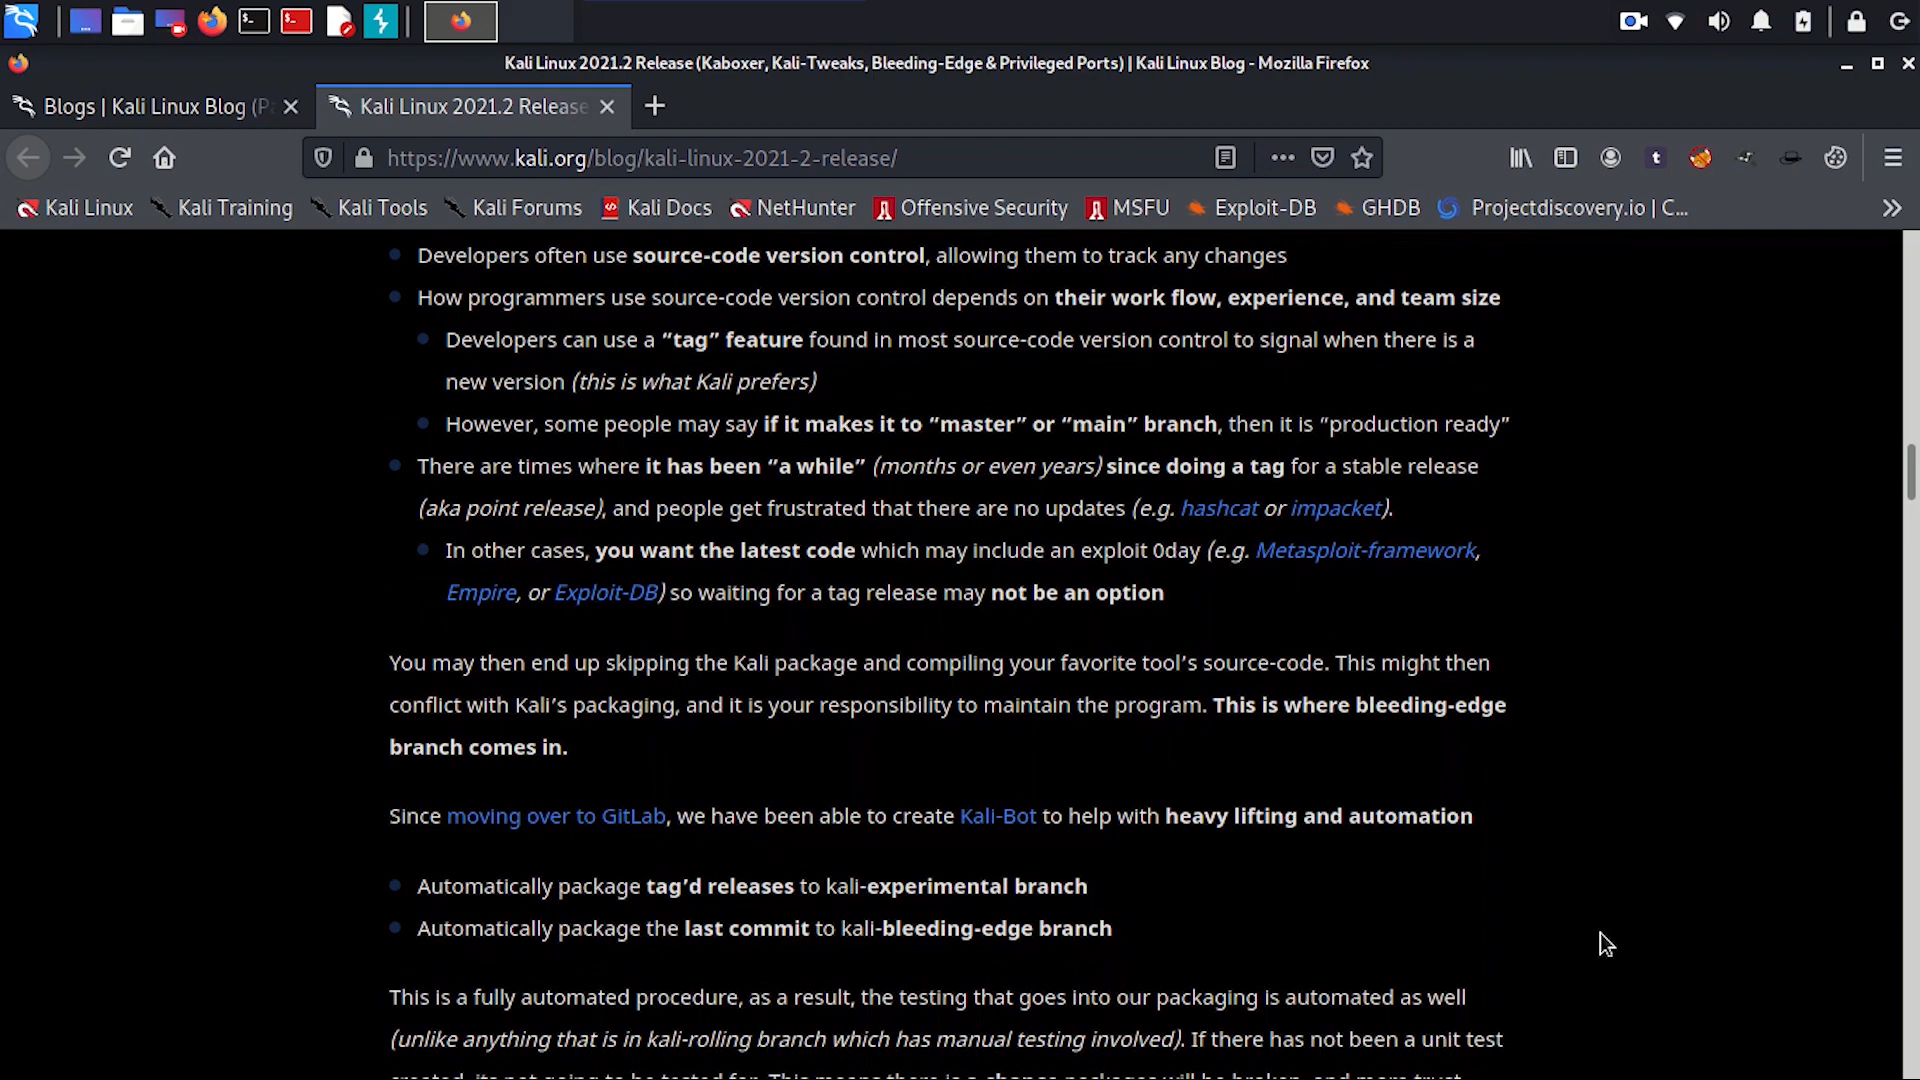 Kali Linux 2021.2 Release (Kaboxer, Kali-Tweaks, Bleeding-Edge & Privileged Ports) | Kali Linux Blog - Mozilla Firefox
Blogs | Kali Linux Blog (P
Kali Linux 2021.2 Release
https://www.kali.org/blog/kali-linux-2021-2-release/
Kali Linux Kali Training Kali Tools Kali Forums Kali Docs NetHunter Offensive Security MSFU Exploit-DB GHDB Projectdiscovery.io | C...
Developers often use source-code version control, allowing them to track any changes
How programmers use source-code version control depends on their work flow, experience, and team size
Developers can use a “tag” feature found in most source-code version control to signal when there is a
new version (this is what Kali prefers)
However, some people may say if it makes it to “master” or “main” branch, then it is “production ready”
There are times where it has been “a while” (months or even years) since doing a tag for a stable release
(aka point release), and people get frustrated that there are no updates (e.g. hashcat or impacket).
In other cases, you want the latest code which may include an exploit 0day (e.g. Metasploit-framework,
Empire, or Exploit-DB) so waiting for a tag release may not be an option
You may then end up skipping the Kali package and compiling your favorite tool’s source-code. This might then
conflict with Kali’s packaging, and it is your responsibility to maintain the program. This is where bleeding-edge
branch comes in.
Since moving over to GitLab, we have been able to create Kali-Bot to help with heavy lifting and automation
Automatically package tag’d releases to kali-experimental branch
Automatically package the last commit to kali-bleeding-edge branch
This is a fully automated procedure, as a result, the testing that goes into our packaging is automated as well
(unlike anything that is in kali-rolling branch which has manual testing involved). If there has not been a unit test